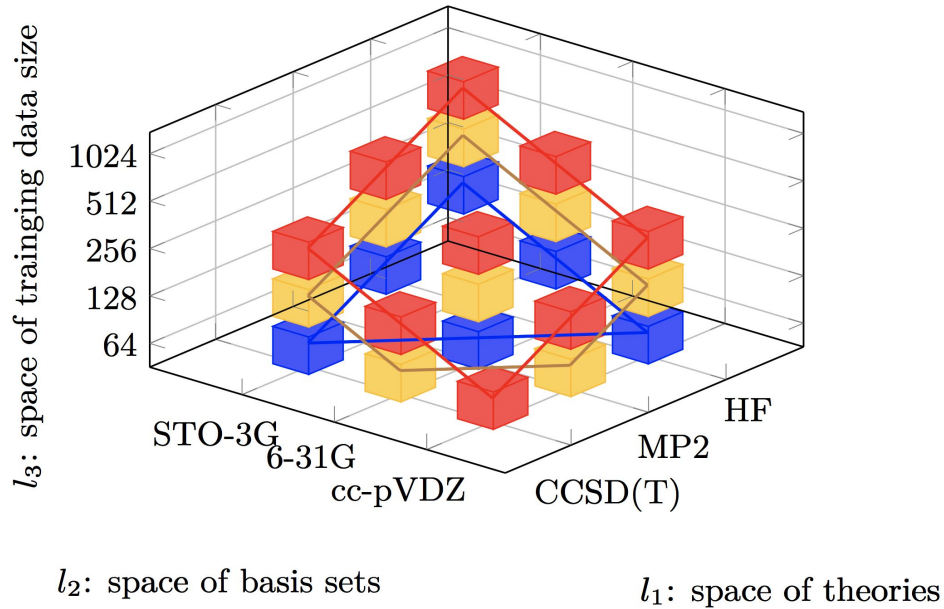 l₃: space of trainging data size
1024
512
256
128
64
STO-3G
6-31G
cc-pVDZ
HF
MP2
CCSD(T)
l₂: space of basis sets
l₁: space of theories